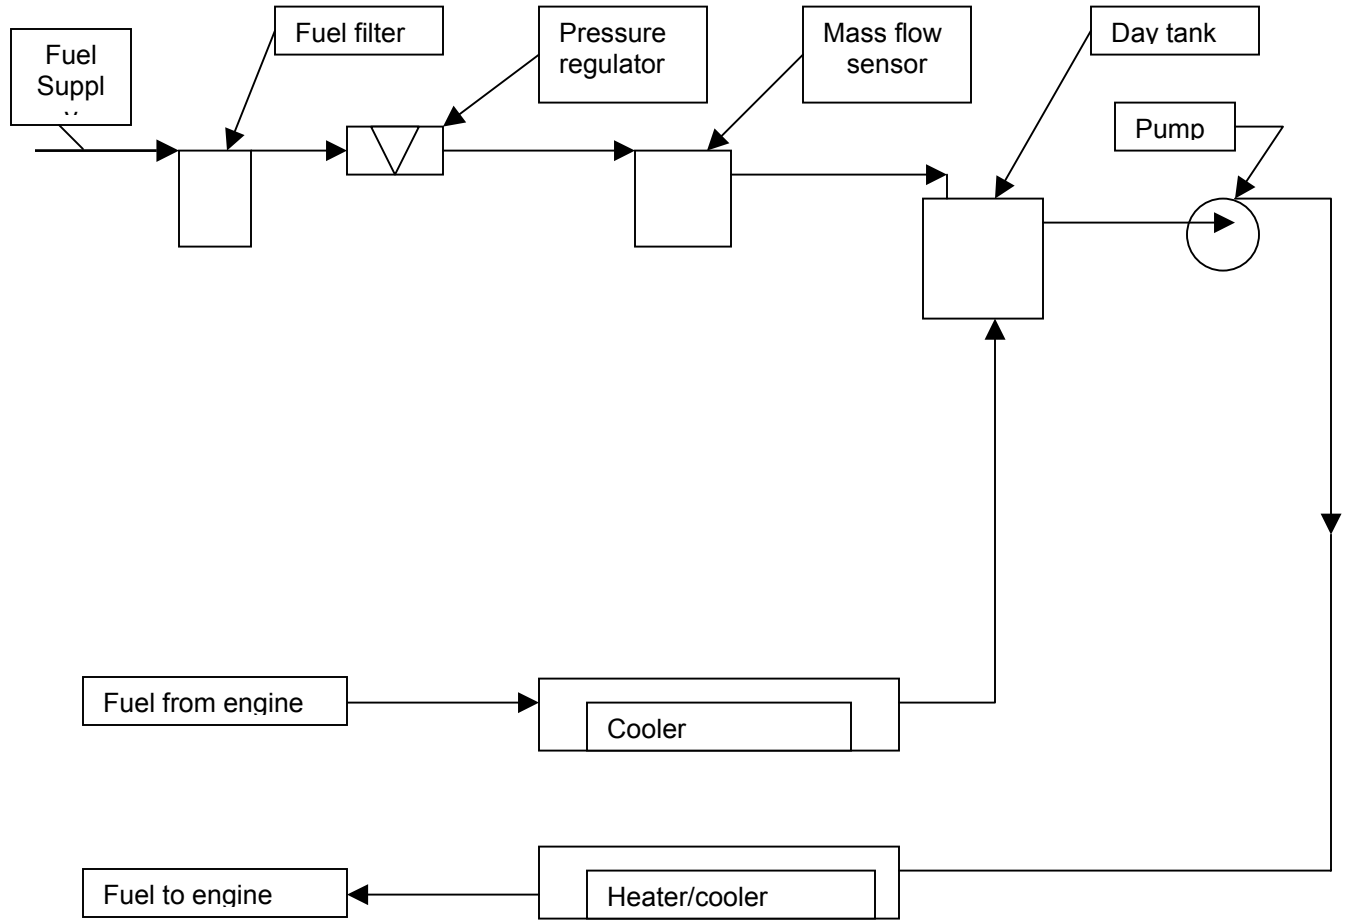 Fuel
Suppl
y
Fuel filter
Pressure
regulator
Mass flow
sensor
Day tank
Pump
Fuel from engine
Cooler
Fuel to engine
Heater/cooler